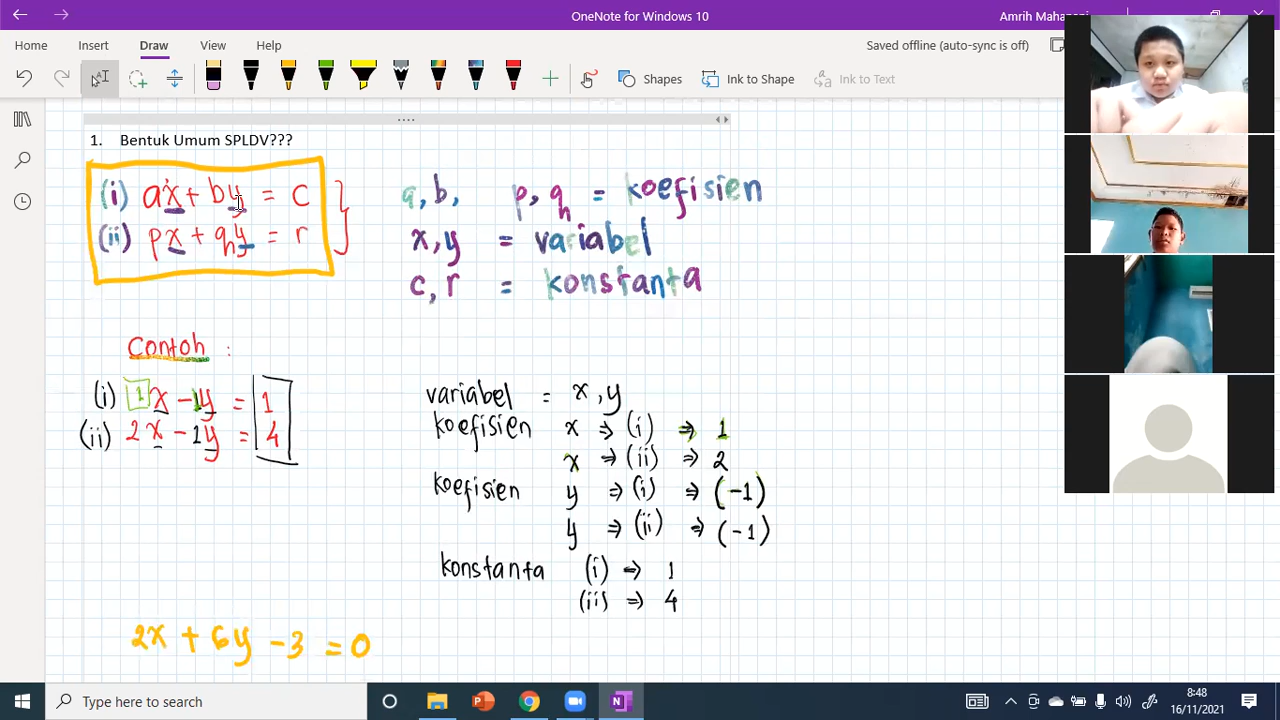 OneNote for Windows 10
Home Insert Draw View Help
Saved offline (auto-sync is off)
Shapes Ink to Shape Ink to Text
1. Bentuk Umum SPLDV???
(i) ax + by = c
(ii) px + qy = r
a, b, p, q = koefisien
x, y = variabel
c, r = konstanta
Contoh :
(i) 1x - 1y = 1
(ii) 2x - 1y = 4
variabel = x, y
koefisien x ⇒ (i) ⇒ 1
x ⇒ (ii) ⇒ 2
koefisien y ⇒ (i) ⇒ (-1)
y ⇒ (ii) ⇒ (-1)
konstanta (i) ⇒ 1
(ii) ⇒ 4
2x + 6y - 3 = 0
Type here to search
8:48
16/11/2021